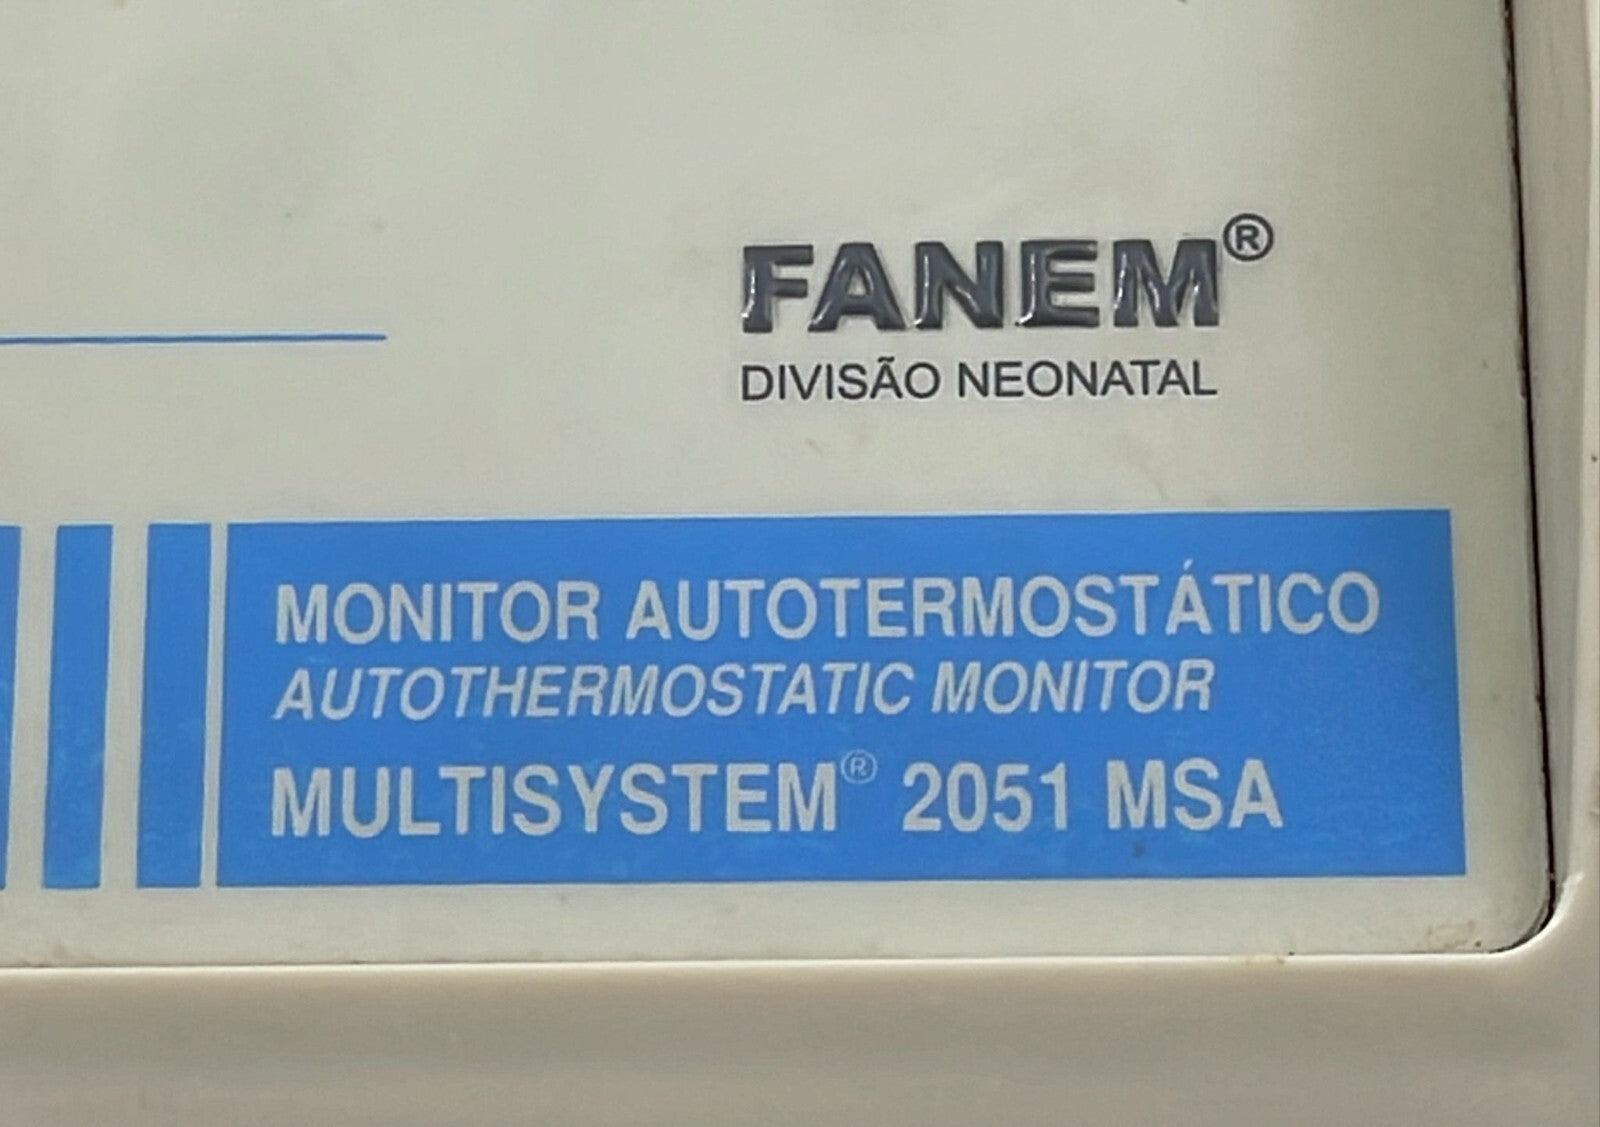 FANEM®
DIVISÃO NEONATAL
MONITOR AUTOTERMOSTÁTICO
AUTOTHERMOSTATIC MONITOR
MULTISYSTEM® 2051 MSA